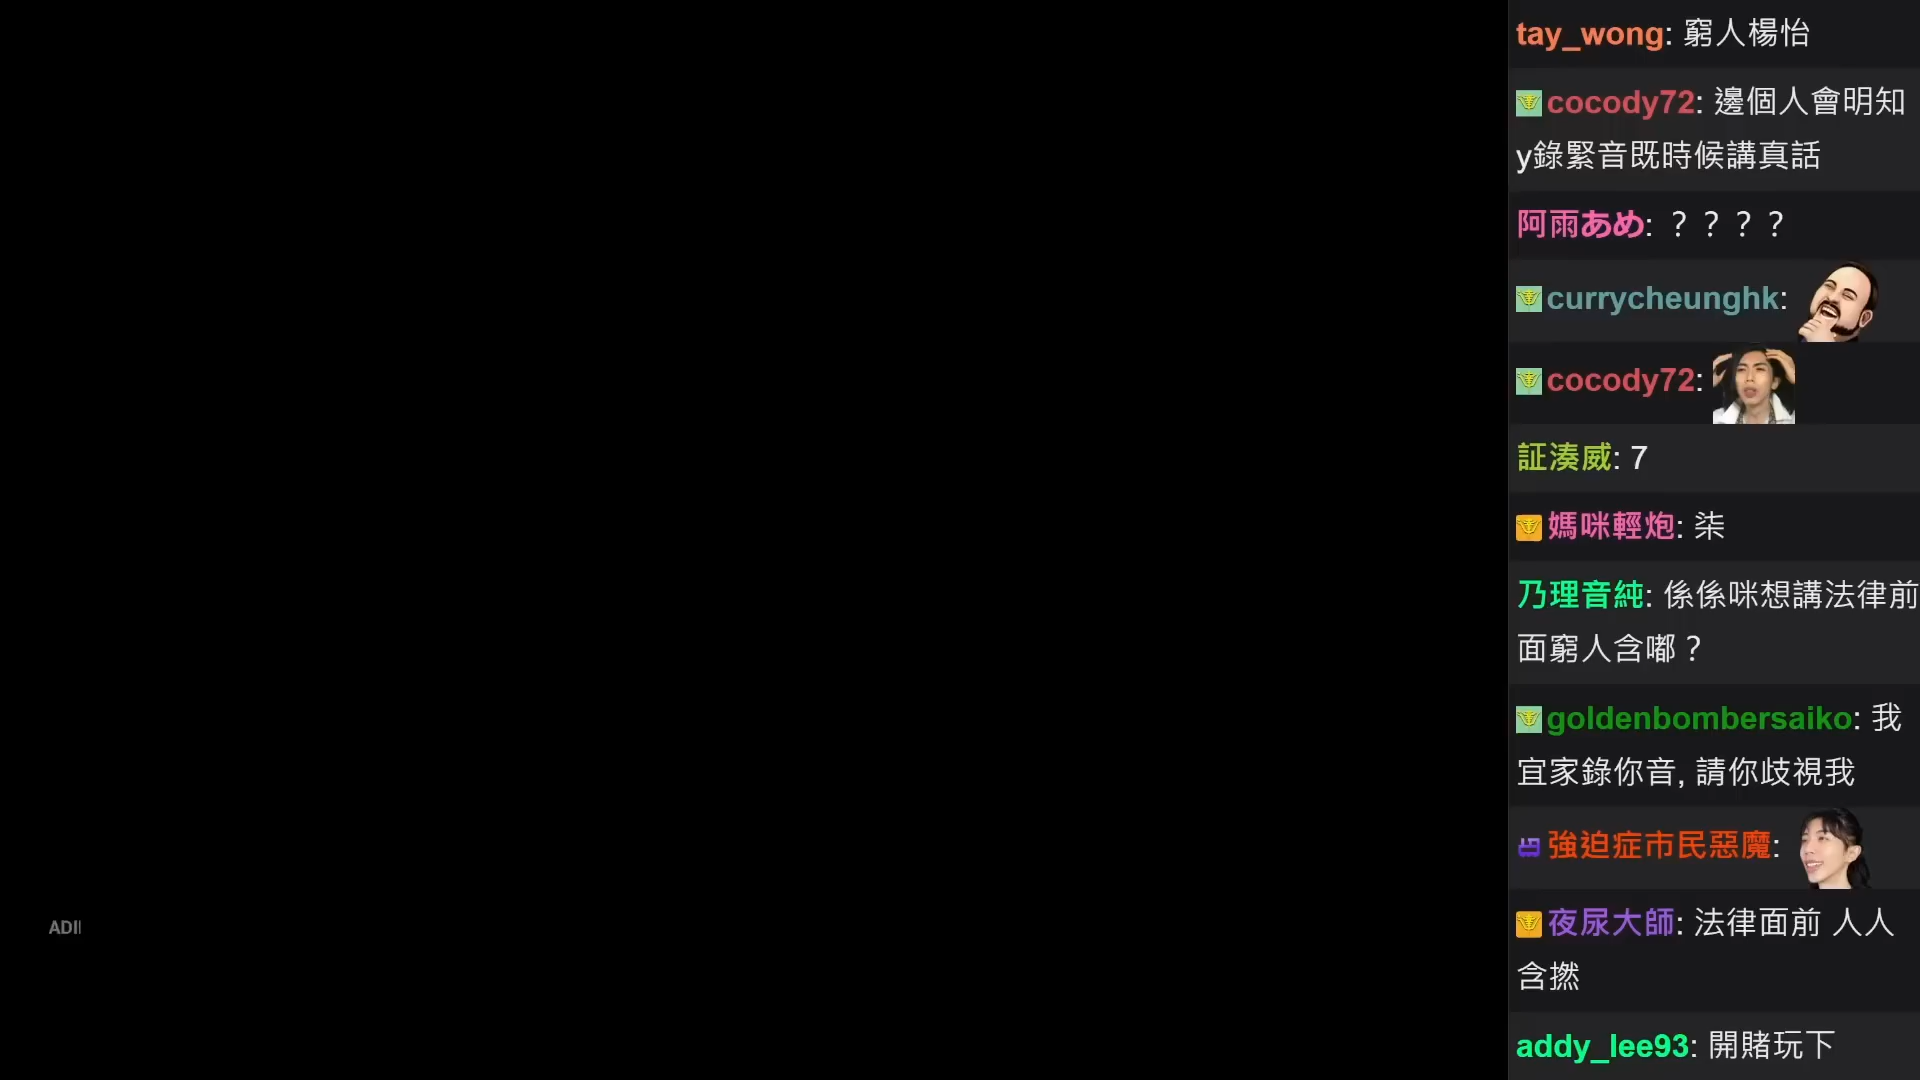 tay_wong: 窮人楊怡
cocody72: 邊個人會明知
y錄緊音既時候講真話
阿雨あめ: ？？？？
currycheunghk:
cocody72:
証湊威: 7
媽咪輕炮: 柒
乃理音純: 係係咪想講法律前
面窮人含嘟？
goldenbombersaiko: 我
宜家錄你音, 請你歧視我
強迫症市民惡魔:
夜尿大師: 法律面前 人人
含撚
addy_lee93: 開賭玩下
ADII